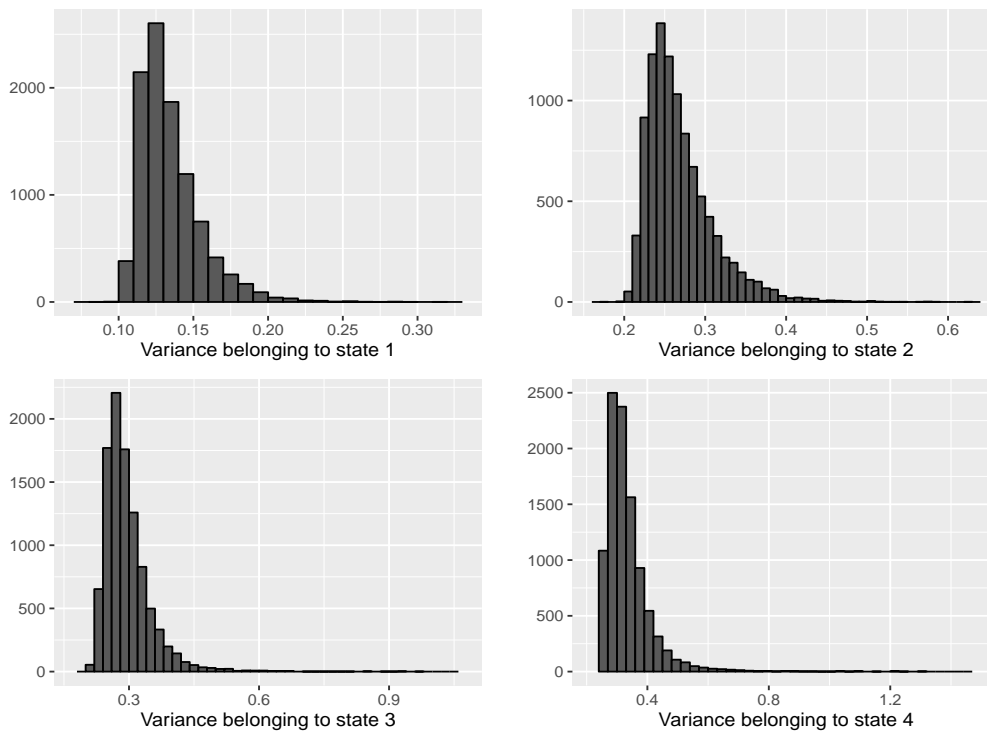 2000
1000
0
0.10 0.15 0.20 0.25 0.30
Variance belonging to state 1
1000
500
0
0.2 0.3 0.4 0.5 0.6
Variance belonging to state 2
2000
1500
1000
500
0
0.3 0.6 0.9
Variance belonging to state 3
2500
2000
1500
1000
500
0
0.4 0.8 1.2
Variance belonging to state 4